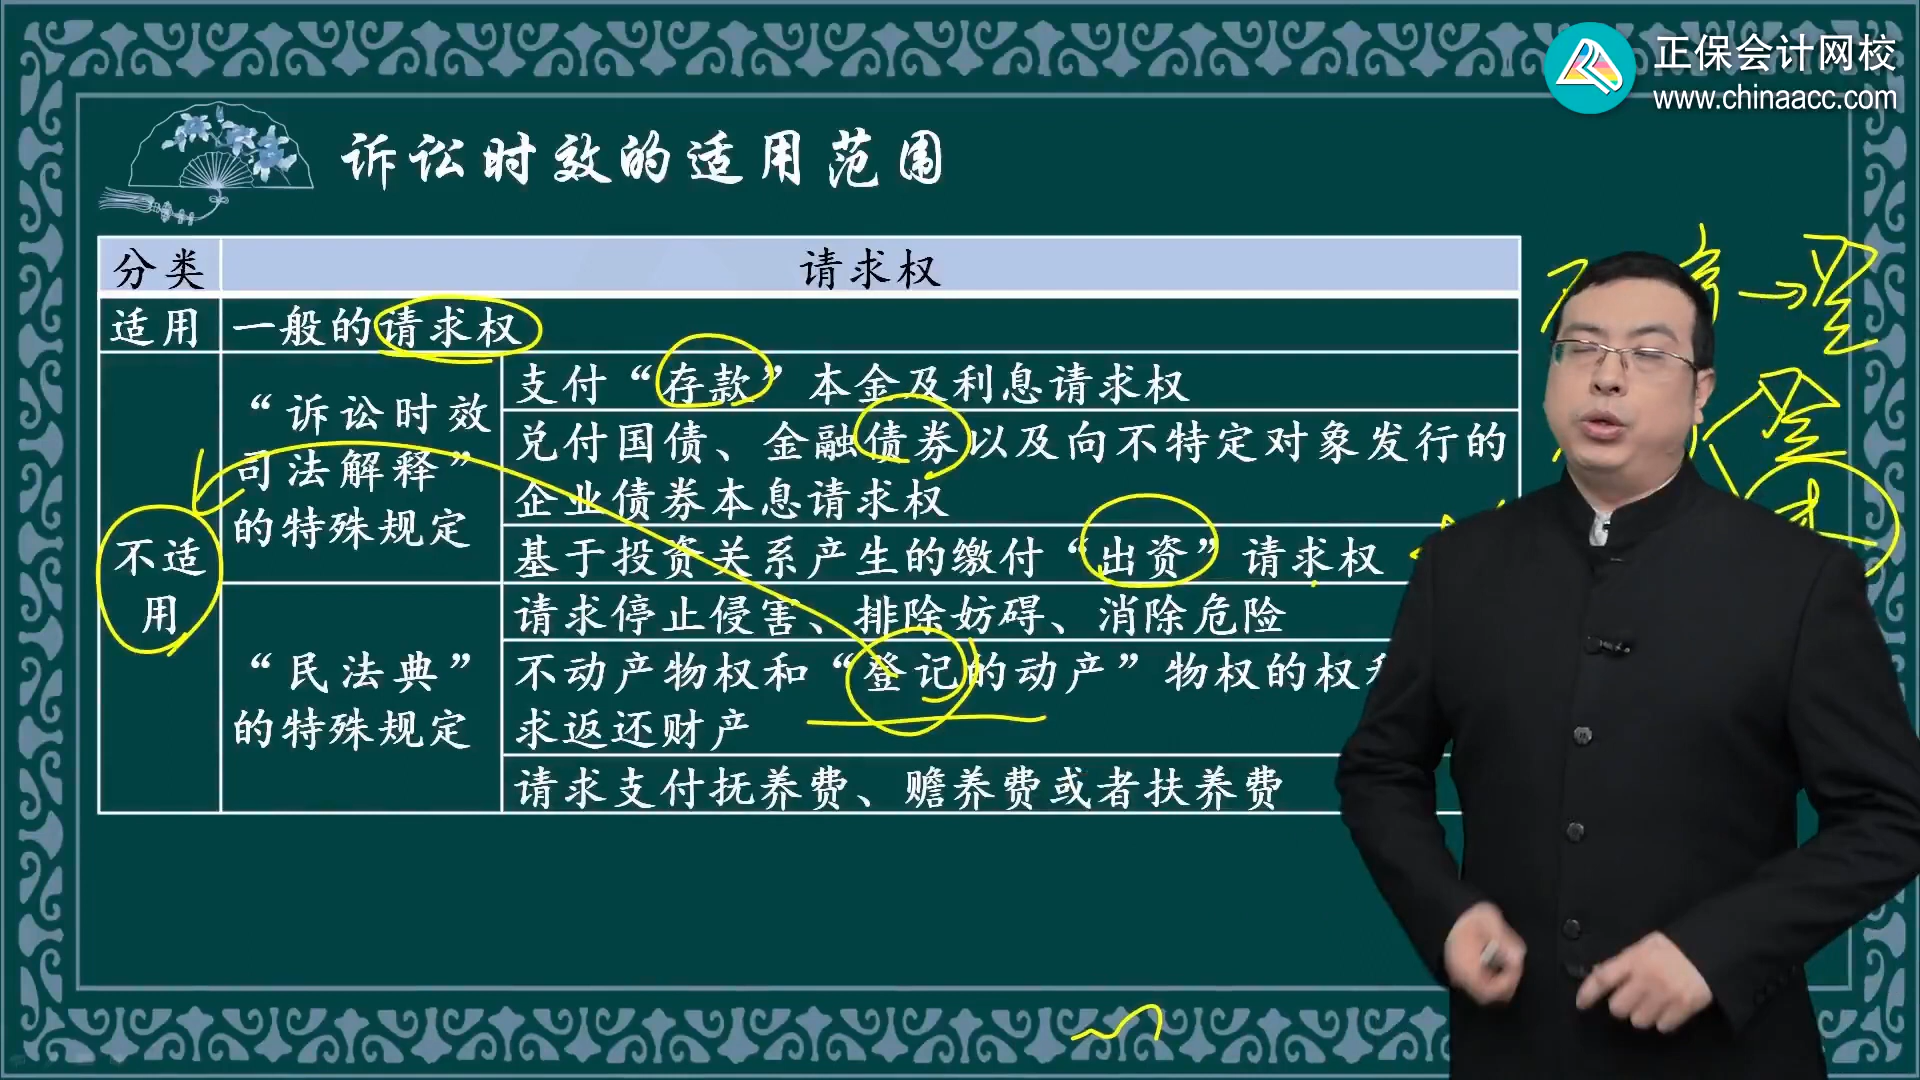 正保会计网校
www.chinaacc.com
诉讼时效的适用范围
分类
请求权
适用
一般的请求权
不适
用
“诉讼时效
司法解释”
的特殊规定
支付“存款”本金及利息请求权
兑付国债、金融债券以及向不特定对象发行的
企业债券本息请求权
基于投资关系产生的缴付“出资”请求权
“民法典”
的特殊规定
请求停止侵害、排除妨碍、消除危险
不动产物权和“登记的动产”物权的权
求返还财产
请求支付抚养费、赡养费或者扶养费